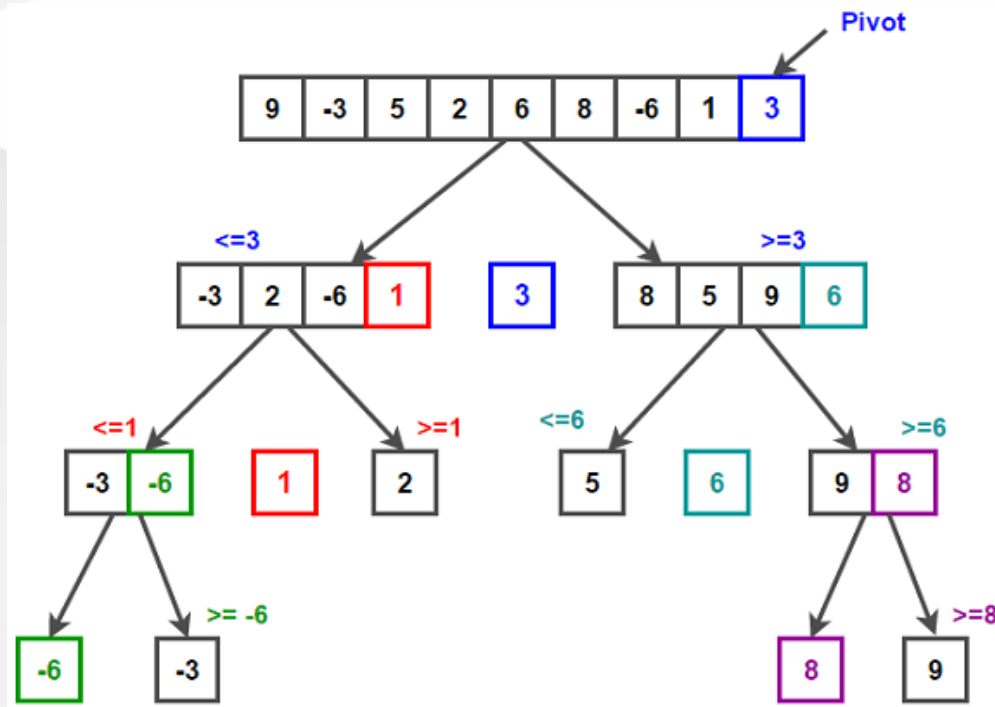 Pivot
9 -3 5 2 6 8 -6 1 3
<=3 >=3
-3 2 -6 1 3 8 5 9 6
<=1 >=1 <=6 >=6
-3 -6 1 2 5 6 9 8
>= -6 >=8
-6 -3 8 9